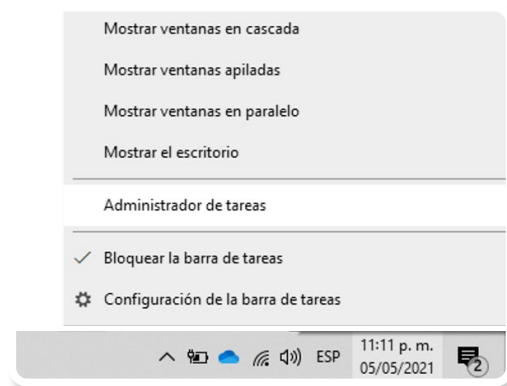 Mostrar ventanas en cascada
Mostrar ventanas apiladas
Mostrar ventanas en paralelo
Mostrar el escritorio
Administrador de tareas
Bloquear la barra de tareas
Configuración de la barra de tareas
ESP
11:11 p. m.
05/05/2021
2